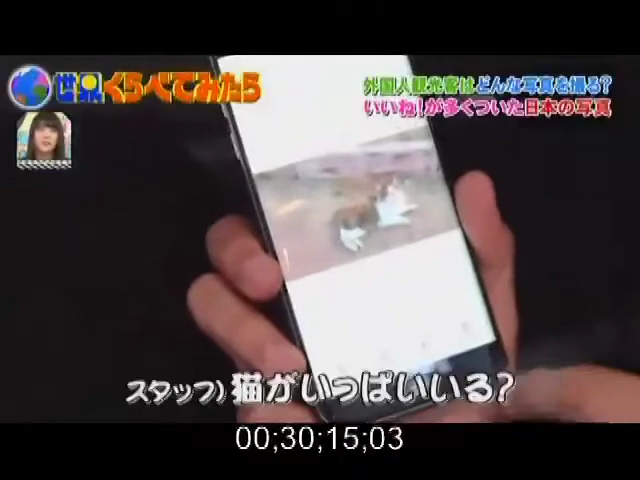 世界くらべてみたら
外国人観光客はどんな写真を撮る?
いいね!が多くついた日本の写真
スタッフ)猫がいっぱいいる?
00;30;15;03